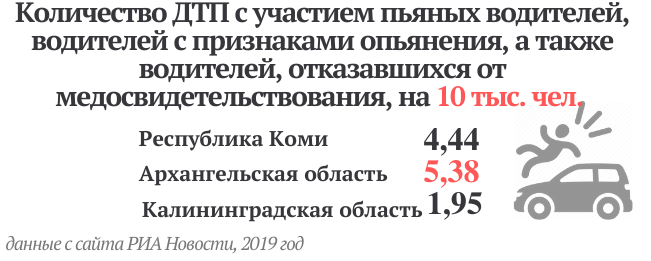 Количество ДТП с участием пьяных водителей,
водителей с признаками опьянения, а также
водителей, отказавшихся от
медосвидетельствования, на 10 тыс. чел.
Республика Коми 4,44
Архангельская область 5,38
Калининградская область 1,95
данные с сайта РИА Новости, 2019 год